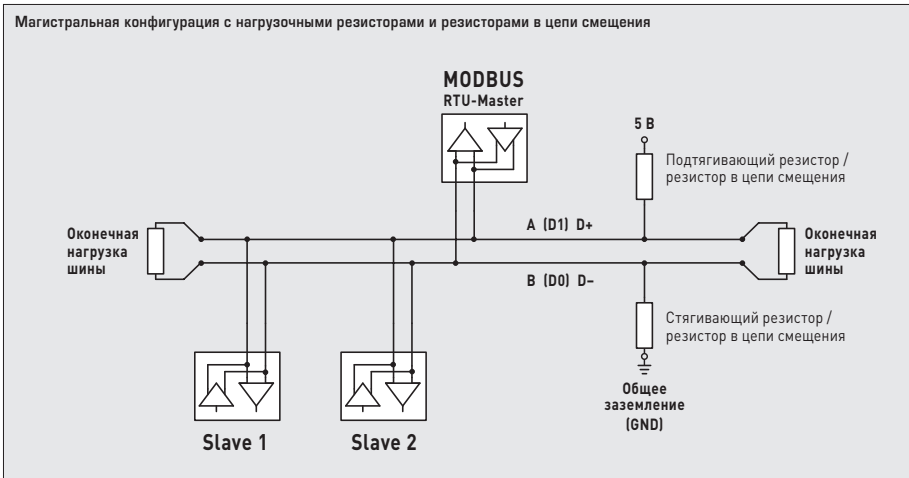 Магистральная конфигурация с нагрузочными резисторами и резисторами в цепи смещения
MODBUS
RTU-Master
5 В
Подтягивающий резистор /
резистор в цепи смещения
Оконечная
нагрузка
шины
A (D1) D+
B (D0) D–
Оконечная
нагрузка
шины
Стягивающий резистор /
резистор в цепи смещения
Общее
заземление
(GND)
Slave 1
Slave 2